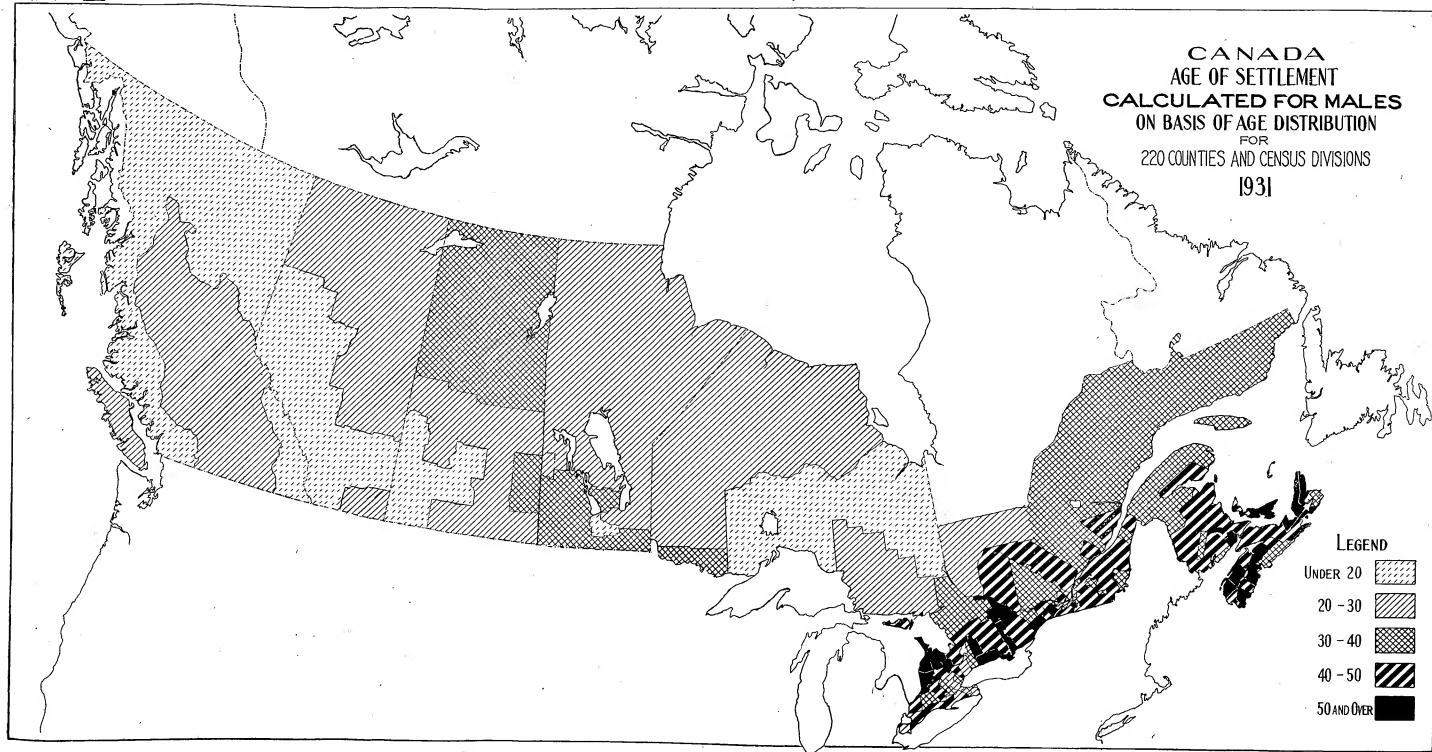 CANADA
AGE OF SETTLEMENT
CALCULATED FOR MALES
ON BASIS OF AGE DISTRIBUTION
FOR
220 COUNTIES AND CENSUS DIVISIONS
1931
LEGEND
UNDER 20
20 - 30
30 - 40
40 - 50
50 AND OVER